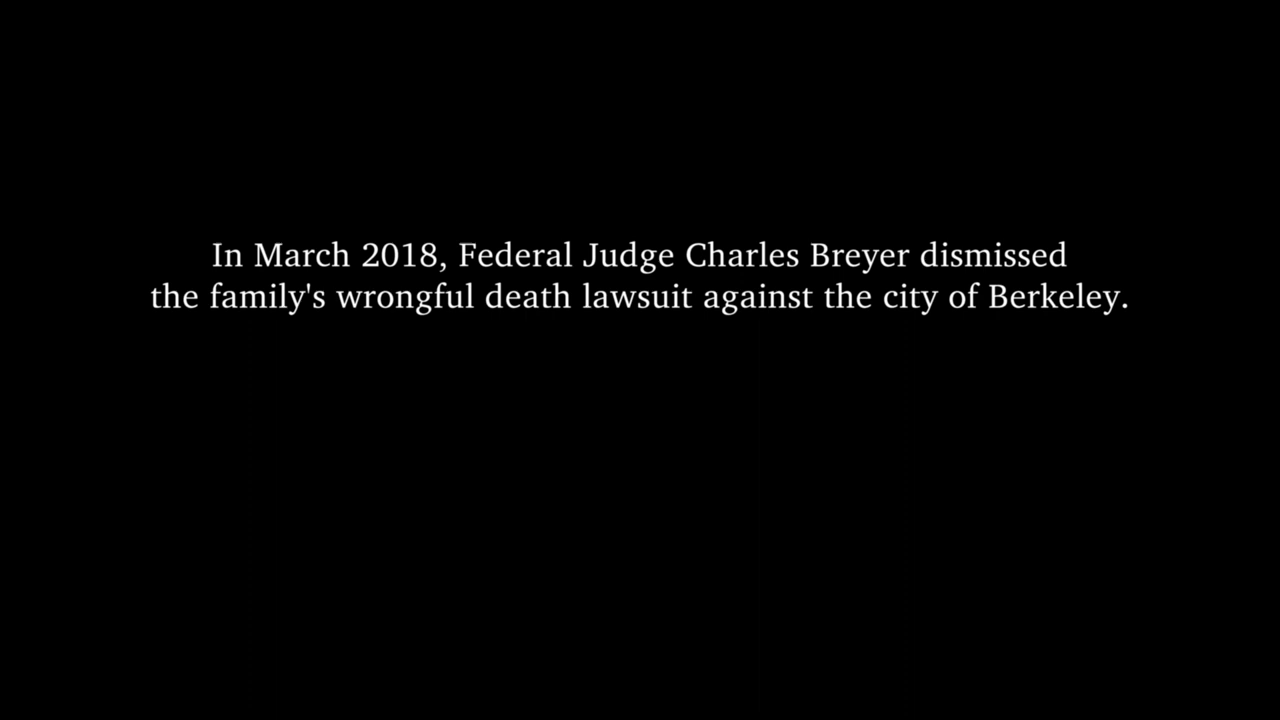 In March 2018, Federal Judge Charles Breyer dismissed
the family's wrongful death lawsuit against the city of Berkeley.